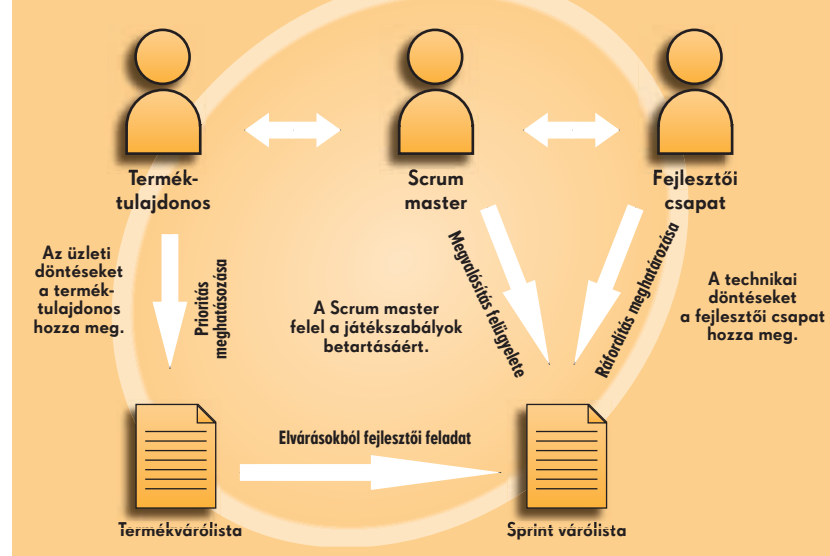 Termék-
tulajdonos
Scrum
master
Fejlesztői
csapat
Az üzleti
döntéseket
a termék-
tulajdonos
hozza meg.
Prioritás
meghatásozása
A Scrum master
felel a játékszabályok
betartásáért.
Megvalósítás felügyelete
Ráfordítás meghatározása
A technikai
döntéseket
a fejlesztői csapat
hozza meg.
Elvárásokból fejlesztői feladat
Termékvárólista
Sprint várólista